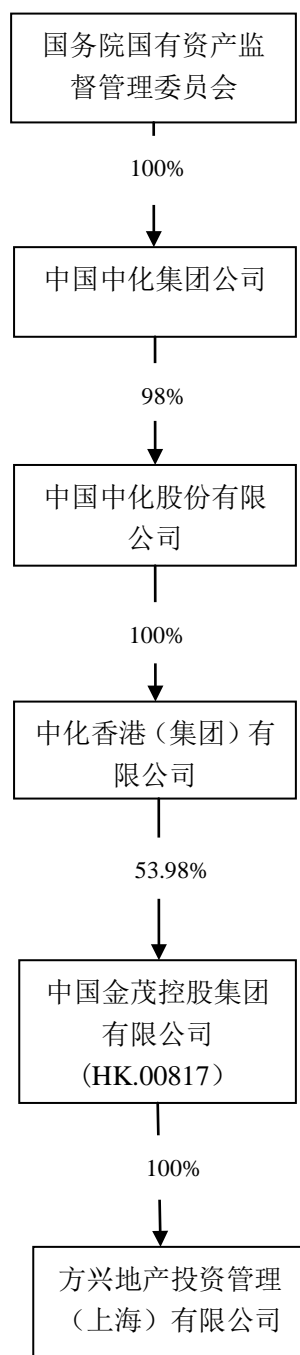 国务院国有资产监
督管理委员会
100%
中国中化集团公司
98%
中国中化股份有限
公司
100%
中化香港（集团）有
限公司
53.98%
中国金茂控股集团
有限公司
(HK.00817）
100%
方兴地产投资管理
（上海）有限公司